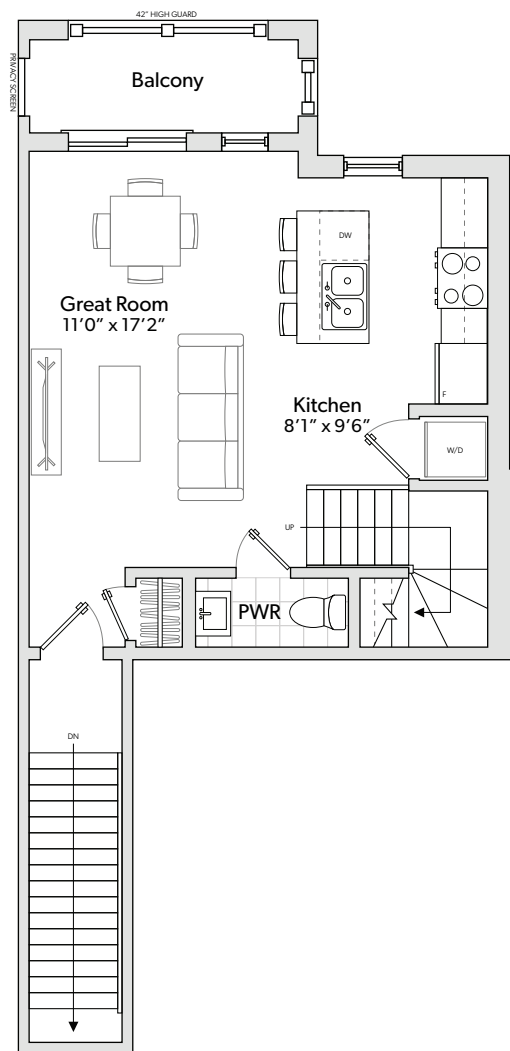 42" HIGH GUARD
PRIVACY SCREEN
Balcony
DW
Great Room
11’0” x 17’2”
F
Kitchen
8’1” x 9’6”
W/D
UP
PWR
DN